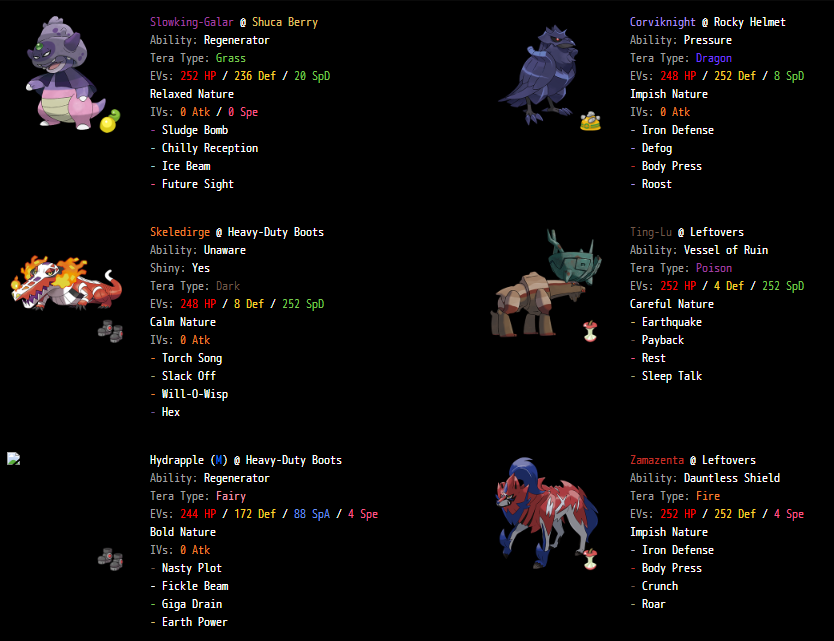 Slowking-Galar @ Shuca Berry
Ability: Regenerator
Tera Type: Grass
EVs: 252 HP / 236 Def / 20 SpD
Relaxed Nature
IVs: 0 Atk / 0 Spe
- Sludge Bomb
- Chilly Reception
- Ice Beam
- Future Sight
Corviknight @ Rocky Helmet
Ability: Pressure
Tera Type: Dragon
EVs: 248 HP / 252 Def / 8 SpD
Impish Nature
IVs: 0 Atk
- Iron Defense
- Defog
- Body Press
- Roost
Skeledirge @ Heavy-Duty Boots
Ability: Unaware
Shiny: Yes
Tera Type: Dark
EVs: 248 HP / 8 Def / 252 SpD
Calm Nature
IVs: 0 Atk
- Torch Song
- Slack Off
- Will-O-Wisp
- Hex
Ting-Lu @ Leftovers
Ability: Vessel of Ruin
Tera Type: Poison
EVs: 252 HP / 4 Def / 252 SpD
Careful Nature
- Earthquake
- Payback
- Rest
- Sleep Talk
Hydrapple (M) @ Heavy-Duty Boots
Ability: Regenerator
Tera Type: Fairy
EVs: 244 HP / 172 Def / 88 SpA / 4 Spe
Bold Nature
IVs: 0 Atk
- Nasty Plot
- Fickle Beam
- Giga Drain
- Earth Power
Zamazenta @ Leftovers
Ability: Dauntless Shield
Tera Type: Fire
EVs: 252 HP / 252 Def / 4 Spe
Impish Nature
- Iron Defense
- Body Press
- Crunch
- Roar